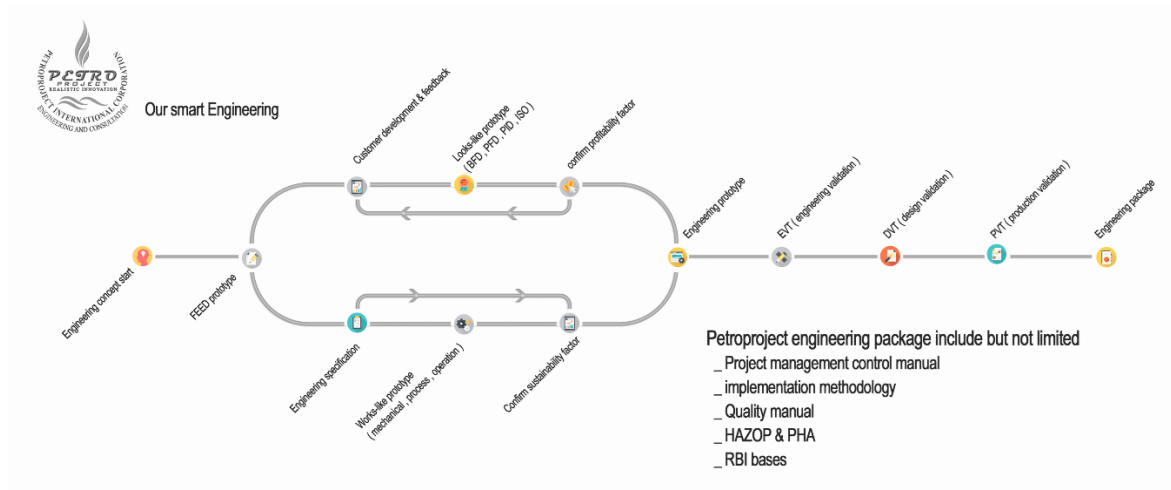 PETRO
PROJECT
REALISTIC INNOVATION
PETROPROJECT INTERNATIONAL CORPORATION
ENGINEERING AND CONSULTATION
Our smart Engineering
Customer development & feedback
Looks-like prototype
( BFD , PFD , PID , ISO )
confirm profitability factor
Engineering concept start
FEED prototype
Engineering prototype
EVT ( engineering validation )
DVT ( design validation )
PVT ( production validation )
Engineering package
Engineering specification
Works-like prototype
( mechanical , process , operation )
Confirm sustainability factor
Petroproject engineering package include but not limited
_ Project management control manual
_ implementation methodology
_ Quality manual
_ HAZOP & PHA
_ RBI bases